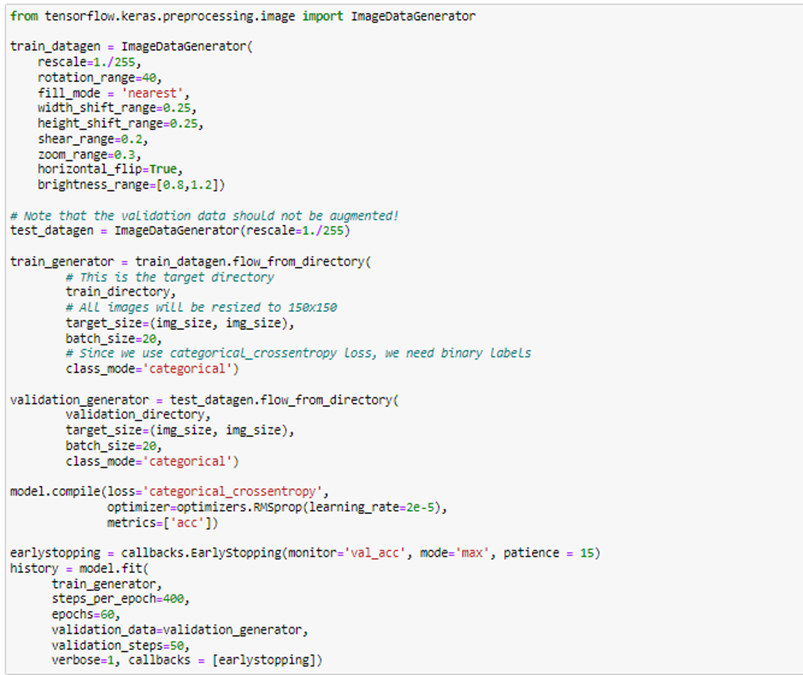 from tensorflow.keras.preprocessing.image import ImageDataGenerator
train_datagen = ImageDataGenerator(
    rescale=1./255,
    rotation_range=40,
    fill_mode = 'nearest',
    width_shift_range=0.25,
    height_shift_range=0.25,
    shear_range=0.2,
    zoom_range=0.3,
    horizontal_flip=True,
    brightness_range=[0.8,1.2])
# Note that the validation data should not be augmented!
test_datagen = ImageDataGenerator(rescale=1./255)
train_generator = train_datagen.flow_from_directory(
        # This is the target directory
        train_directory,
        # All images will be resized to 150x150
        target_size=(img_size, img_size),
        batch_size=20,
        # Since we use categorical_crossentropy loss, we need binary labels
        class_mode='categorical')
validation_generator = test_datagen.flow_from_directory(
        validation_directory,
        target_size=(img_size, img_size),
        batch_size=20,
        class_mode='categorical')
model.compile(loss='categorical_crossentropy',
              optimizer=optimizers.RMSprop(learning_rate=2e-5),
              metrics=['acc'])
earlystopping = callbacks.EarlyStopping(monitor='val_acc', mode='max', patience = 15)
history = model.fit(
      train_generator,
      steps_per_epoch=400,
      epochs=60,
      validation_data=validation_generator,
      validation_steps=50,
      verbose=1, callbacks = [earlystopping])